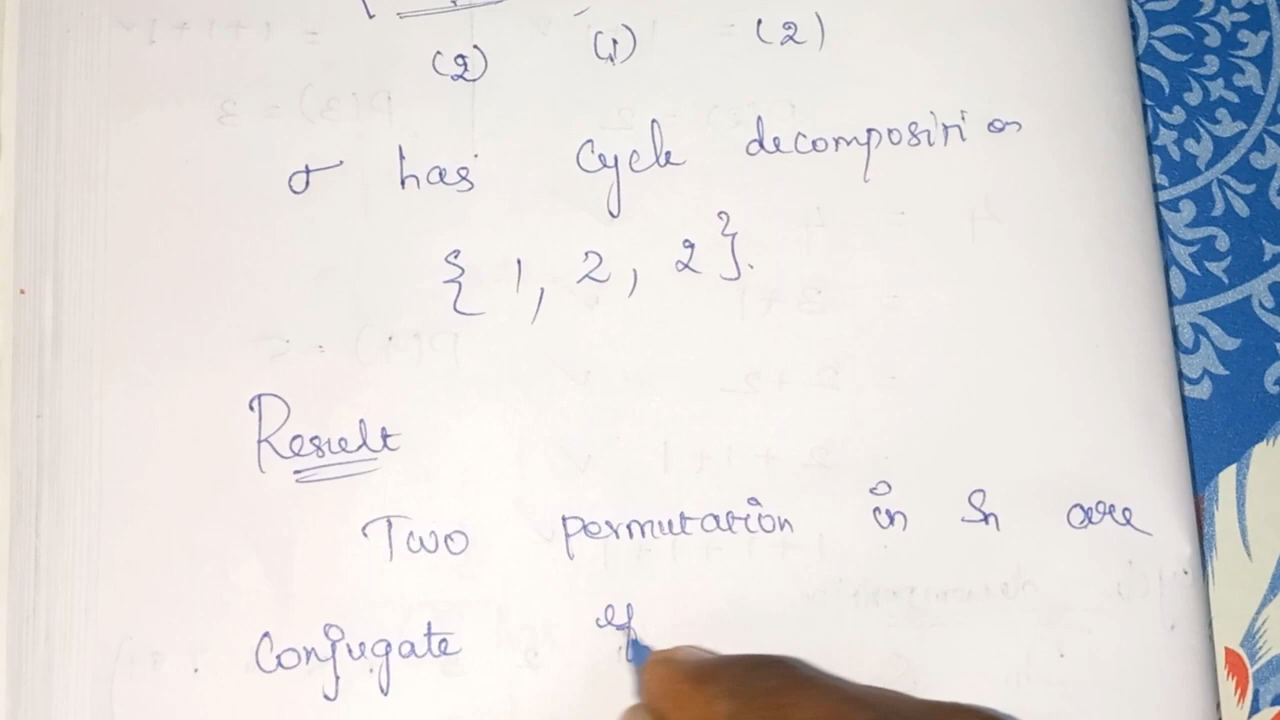 (2) (1) (2)
σ has Cycle decomposition
{ 1, 2, 2 }.
Result
Two permutation in Sn are
Conjugate if